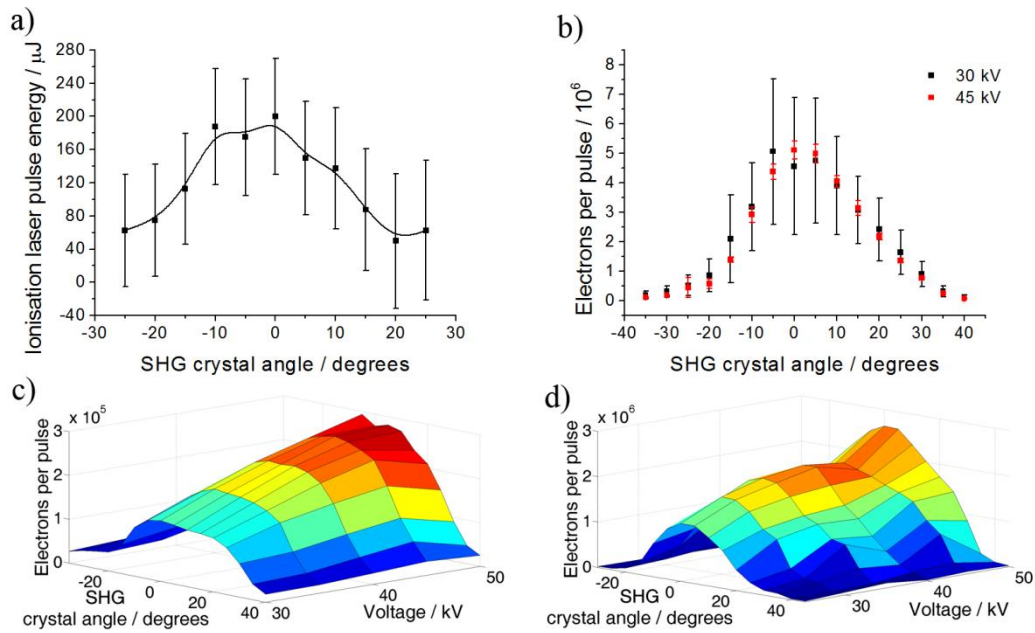 a)
Ionisation laser pulse energy / μJ
280
240
200
160
120
80
40
0
-40
-30
-20
-10
0
10
20
30
SHG crystal angle / degrees
b)
Electrons per pulse / 10⁶
8
7
6
5
4
3
2
1
0
-40
-30
-20
-10
0
10
20
30
40
SHG crystal angle / degrees
30 kV
45 kV
c)
x 10⁵
Electrons per pulse
3
2
1
0
-20
0
20
40
SHG
crystal angle / degrees
30
40
50
Voltage / kV
d)
x 10⁶
Electrons per pulse
3
2
1
0
-20
0
20
40
SHG
crystal angle / degrees
30
40
50
Voltage / kV